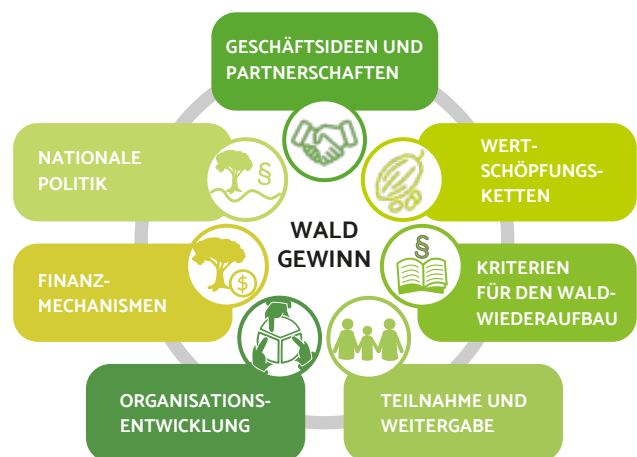 GESCHÄFTSIDEEN UND
PARTNERSCHAFTEN
NATIONALE
POLITIK
§
WERT-
SCHÖPFUNGS-
KETTEN
WALD
GEWINN
FINANZ-
MECHANISMEN
$
§
KRITERIEN
FÜR DEN WALD-
WIEDERAUFBAU
ORGANISATIONS-
ENTWICKLUNG
TEILNAHME UND
WEITERGABE